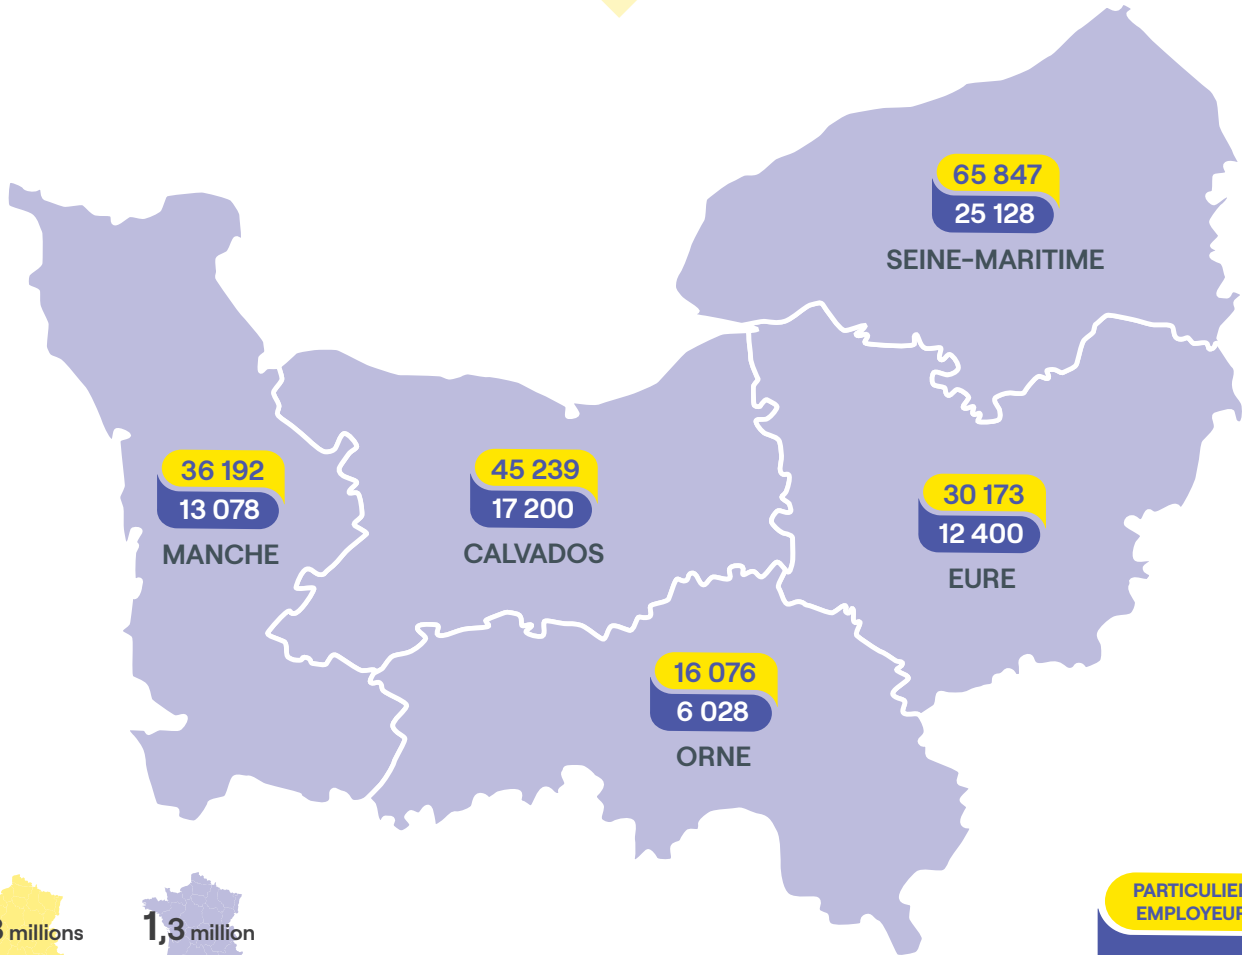 65 847
25 128
SEINE-MARITIME
36 192
13 078
MANCHE
45 239
17 200
CALVADOS
30 173
12 400
EURE
16 076
6 028
ORNE
millions
1,3 million